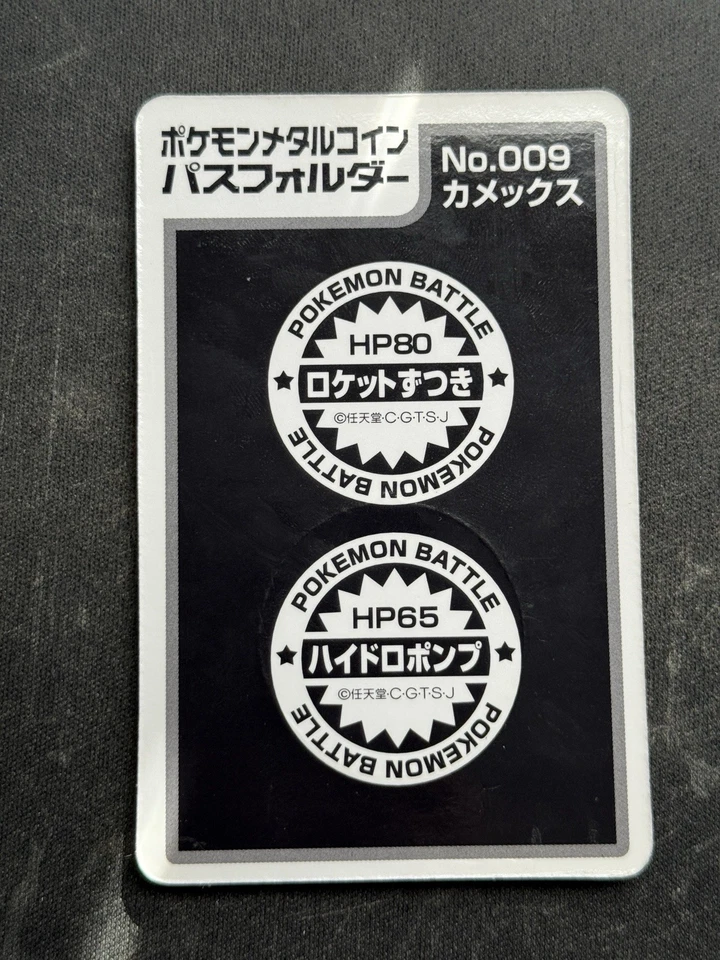 ポケモンメタルコイン
パスフォルダー
No.009
カメックス
POKEMON BATTLE
HP80
★ロケットずつき★
©任天堂·C·G·T·S·J
POKEMON BATTLE
POKEMON BATTLE
HP65
★ハイドロポンプ★
©任天堂·C·G·T·S·J
POKEMON BATTLE